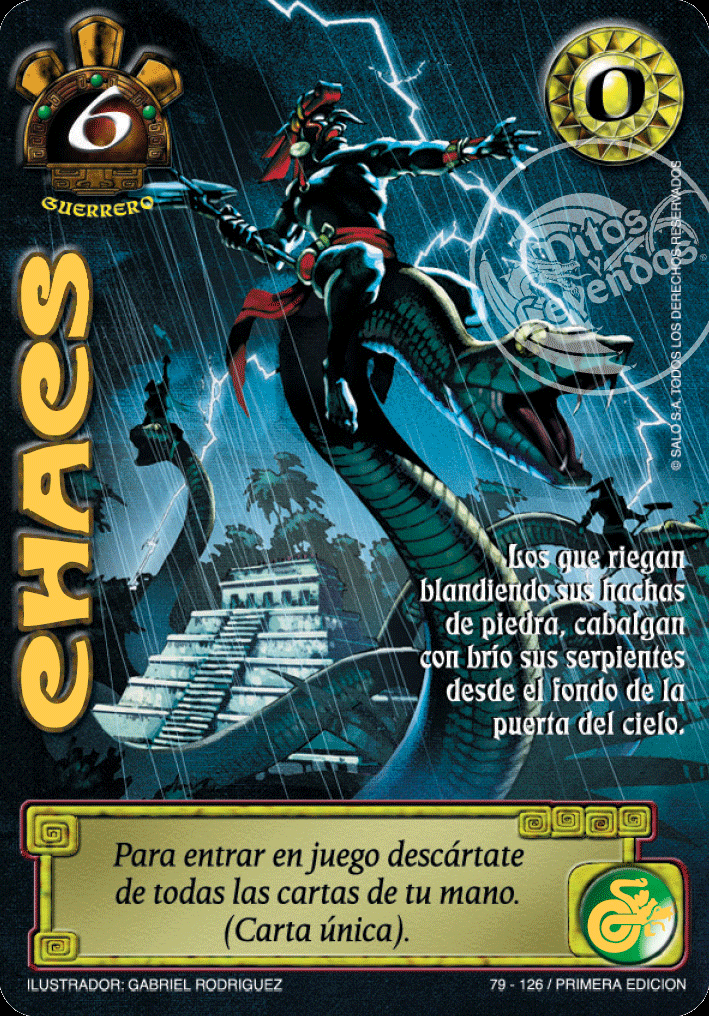 6
GUERRERO
0
CHACS
Mitos
y
Leyendas
®
© SALO S.A. TODOS LOS DERECHOS RESERVADOS
Los que riegan
blandiendo sus hachas
de piedra, cabalgan
con brío sus serpientes
desde el fondo de la
puerta del cielo.
Para entrar en juego descártate
de todas las cartas de tu mano.
(Carta única).
ILUSTRADOR: GABRIEL RODRIGUEZ
79 - 126 / PRIMERA EDICION